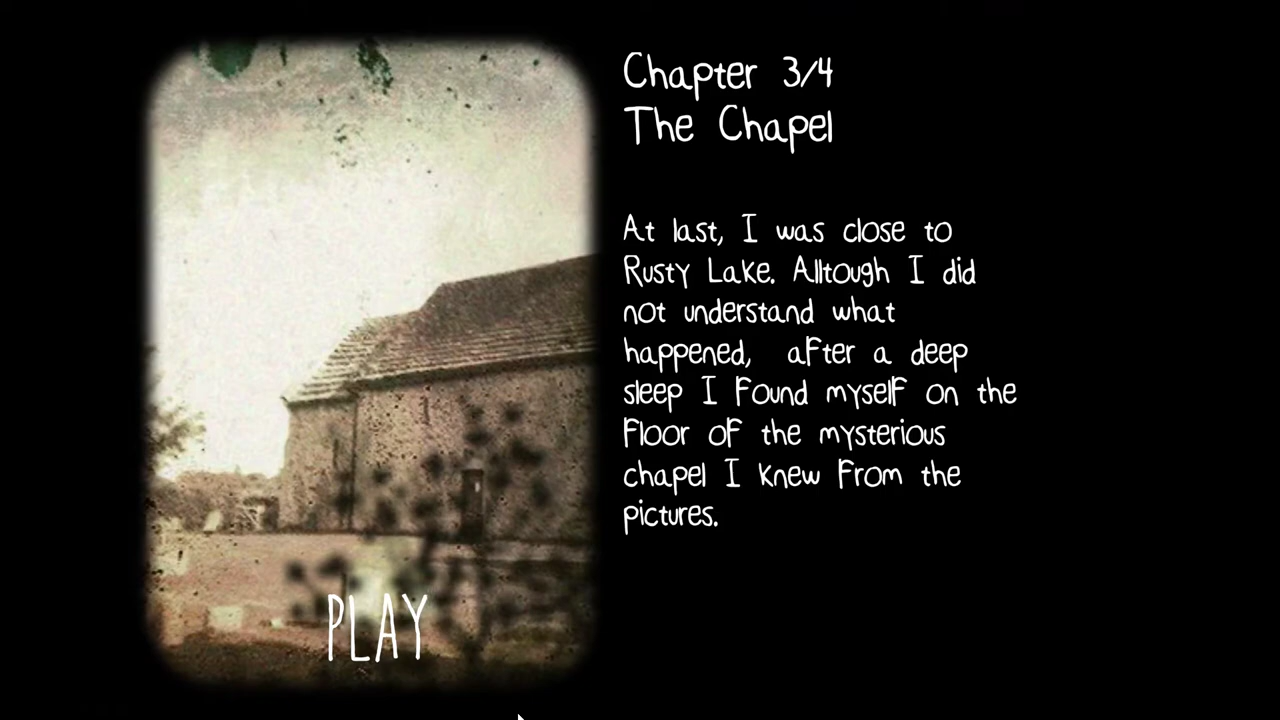 Chapter 3/4
The Chapel
At last, I was close to
Rusty Lake. Alltough I did
not understand what
happened, after a deep
sleep I found myself on the
floor of the mysterious
chapel I knew from the
pictures.
PLAY